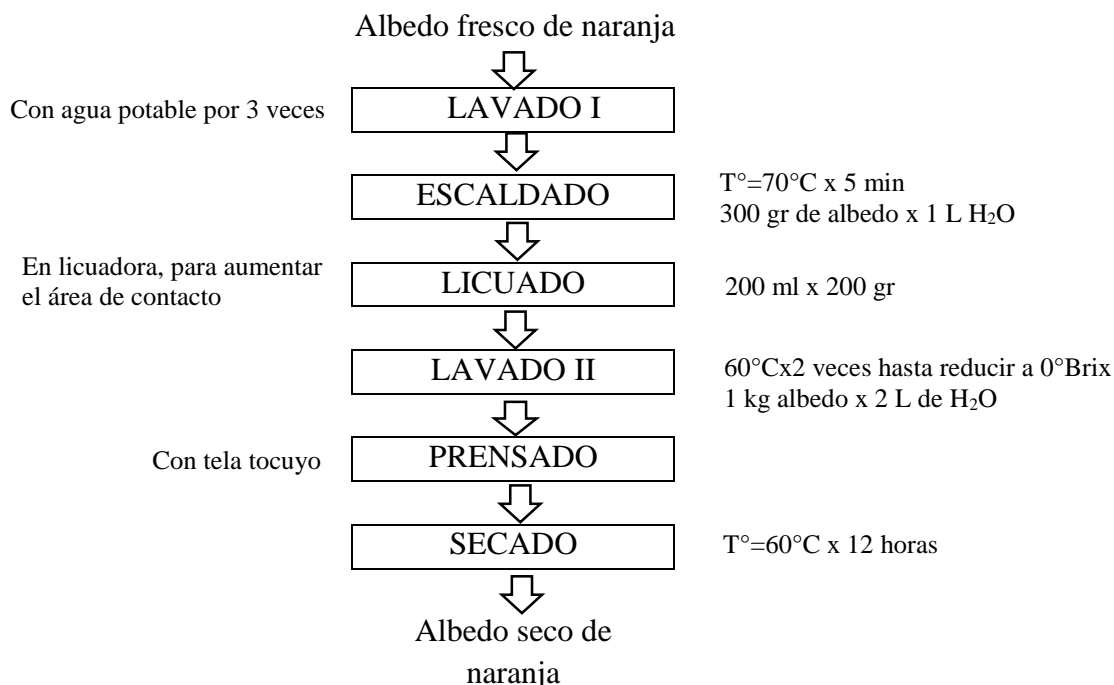 Albedo fresco de naranja
Con agua potable por 3 veces
LAVADO I
ESCALDADO
T°=70°C x 5 min
300 gr de albedo x 1 L H₂O
En licuadora, para aumentar
el área de contacto
LICUADO
200 ml x 200 gr
LAVADO II
60°Cx2 veces hasta reducir a 0°Brix
1 kg albedo x 2 L de H₂O
Con tela tocuyo
PRENSADO
SECADO
T°=60°C x 12 horas
Albedo seco de
naranja